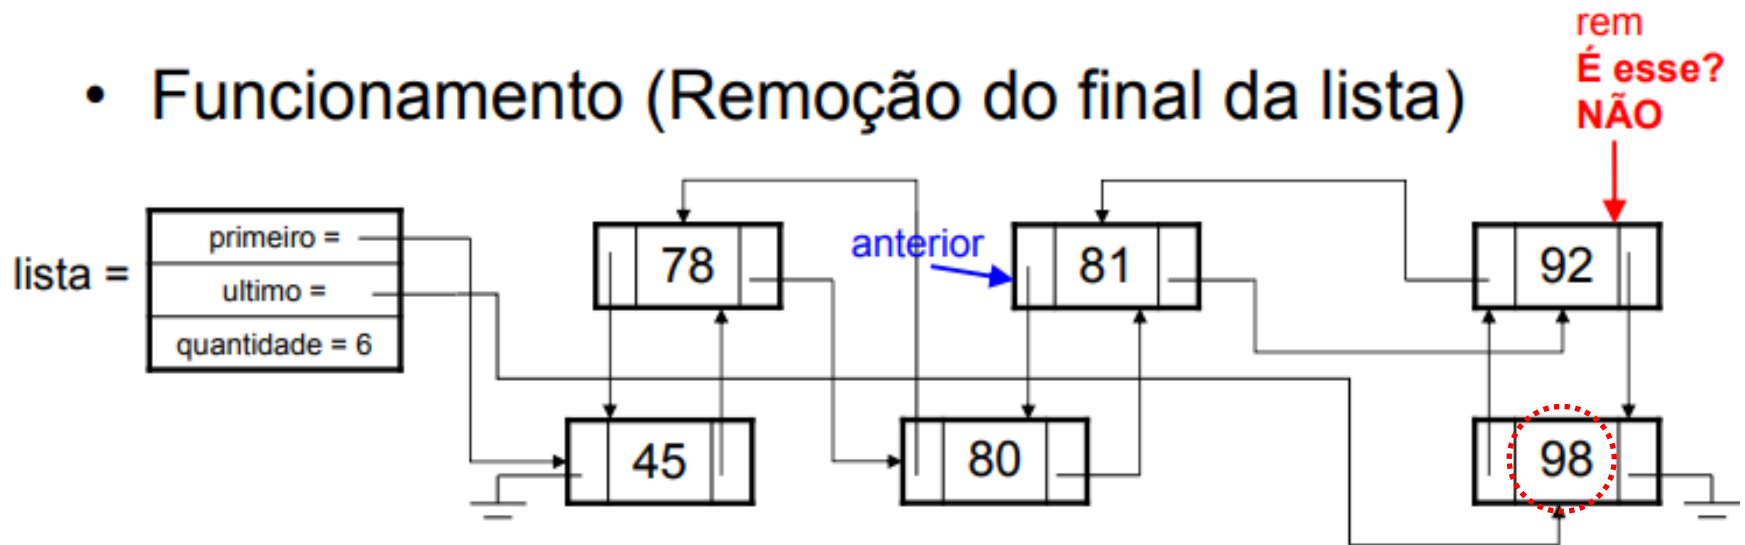 rem
É esse?
NÃO
• Funcionamento (Remoção do final da lista)
lista =
primeiro =
ultimo =
quantidade = 6
78
anterior
81
92
45
80
98